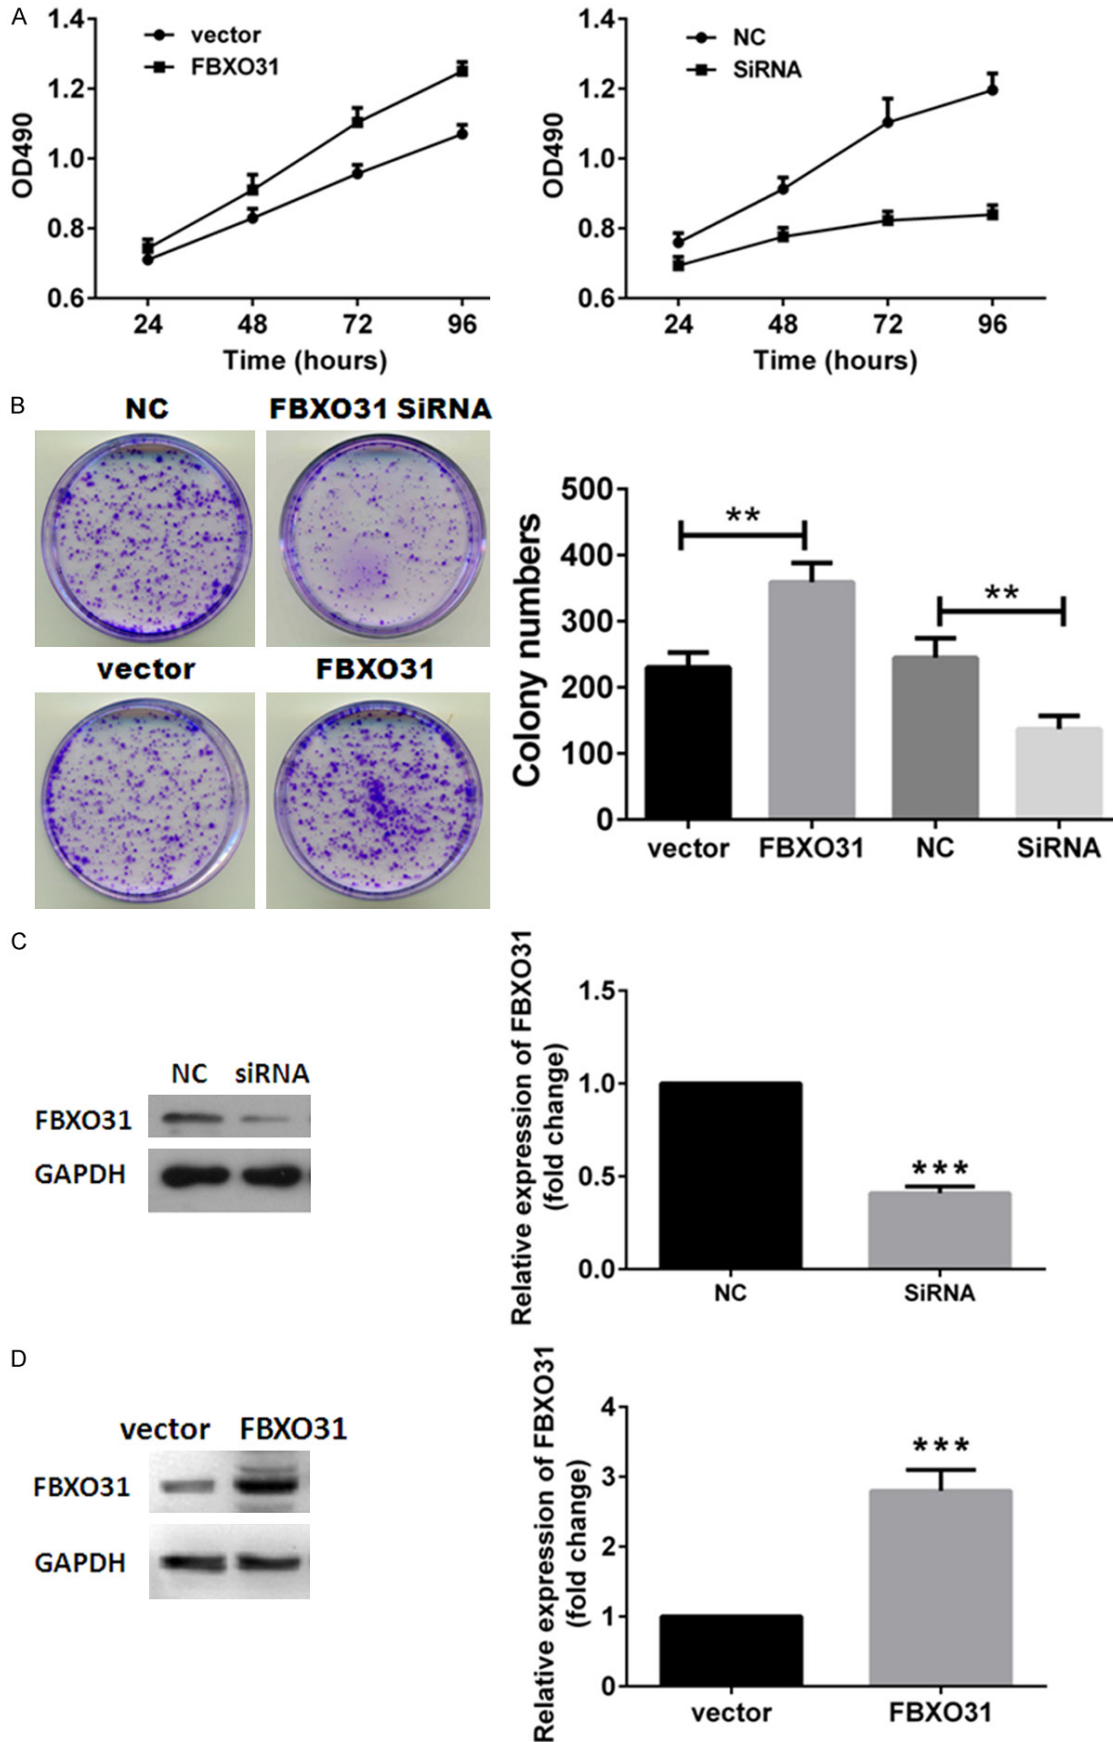 A
1.4
1.2
1.0
0.8
0.6
OD490
vector
FBXO31
24 48 72 96
Time (hours)
1.4
1.2
1.0
0.8
0.6
OD490
NC
SiRNA
24 48 72 96
Time (hours)
B
NC FBXO31 SiRNA
vector FBXO31
Colony numbers
500
400
300
200
100
0
**
**
vector FBXO31 NC SiRNA
C
NC siRNA
FBXO31
GAPDH
Relative expression of FBXO31
(fold change)
1.5
1.0
0.5
0.0
***
NC SiRNA
D
vector FBXO31
FBXO31
GAPDH
Relative expression of FBXO31
(fold change)
4
3
2
1
0
***
vector FBXO31